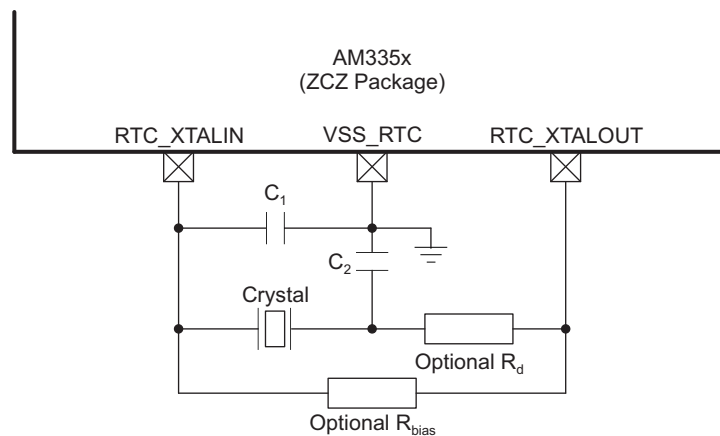 AM335x
(ZCZ Package)
RTC_XTALIN VSS_RTC RTC_XTALOUT
C1
C2
Crystal
Optional Rd
Optional Rbias